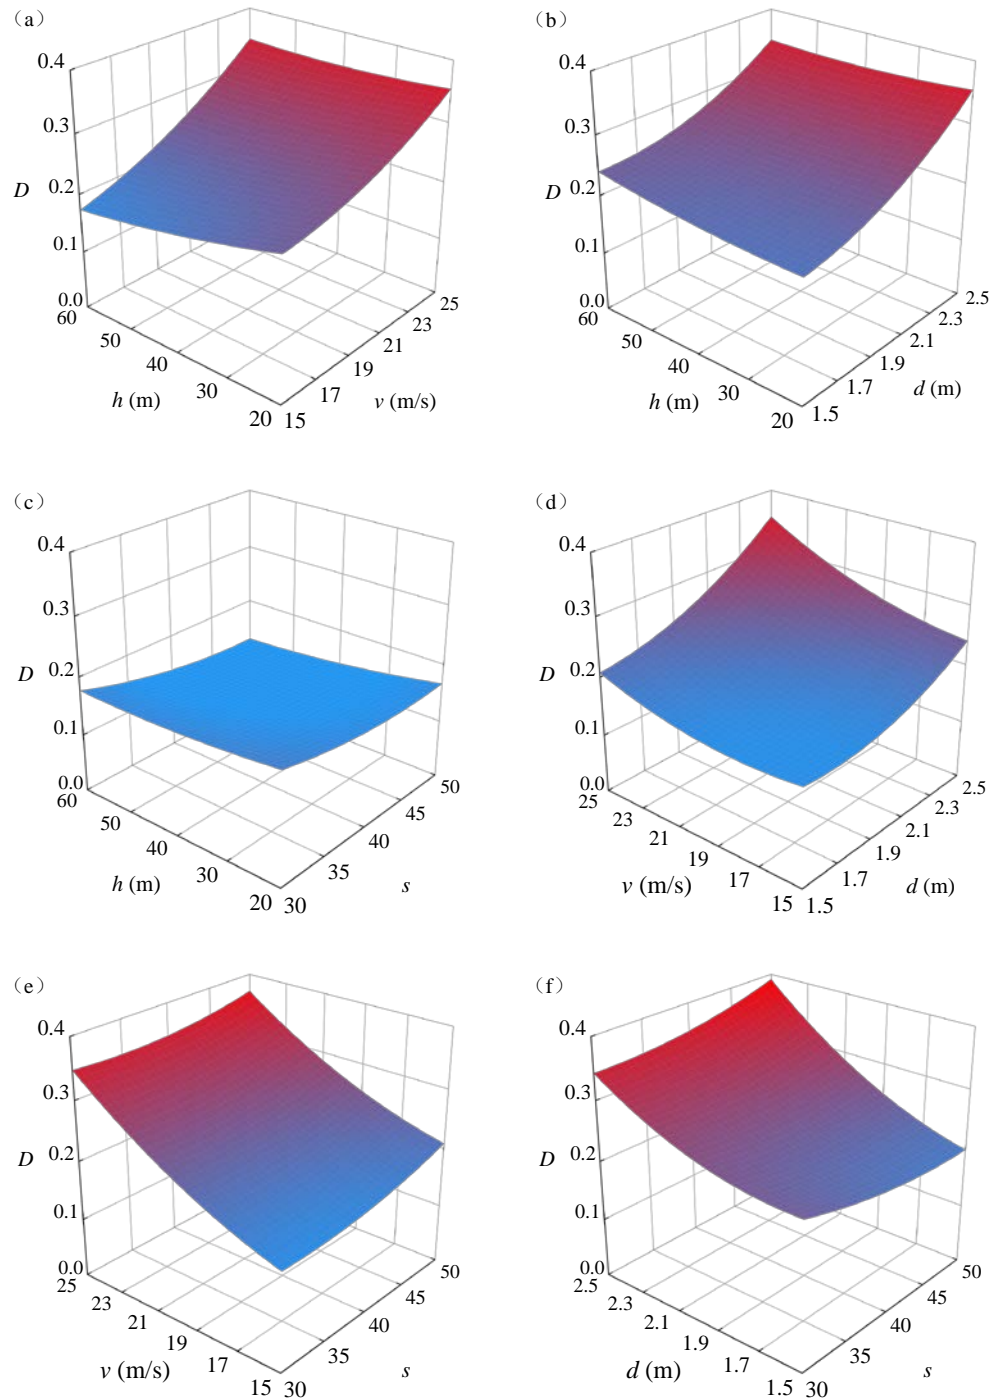 (a)
0.4
0.3
D 0.2
0.1
0.0
60 50 40 30 20
h (m)
15 17 19 21 23 25
v (m/s)
(b)
0.4
0.3
D 0.2
0.1
0.0
60 50 40 30 20
h (m)
1.5 1.7 1.9 2.1 2.3 2.5
d (m)
(c)
0.4
0.3
D 0.2
0.1
0.0
60 50 40 30 20
h (m)
30 35 40 45 50
s
(d)
0.4
0.3
D 0.2
0.1
0.0
25 23 21 19 17 15
v (m/s)
1.5 1.7 1.9 2.1 2.3 2.5
d (m)
(e)
0.4
0.3
D 0.2
0.1
0.0
25 23 21 19 17 15
v (m/s)
30 35 40 45 50
s
(f)
0.4
0.3
D 0.2
0.1
0.0
2.5 2.3 2.1 1.9 1.7 1.5
d (m)
30 35 40 45 50
s